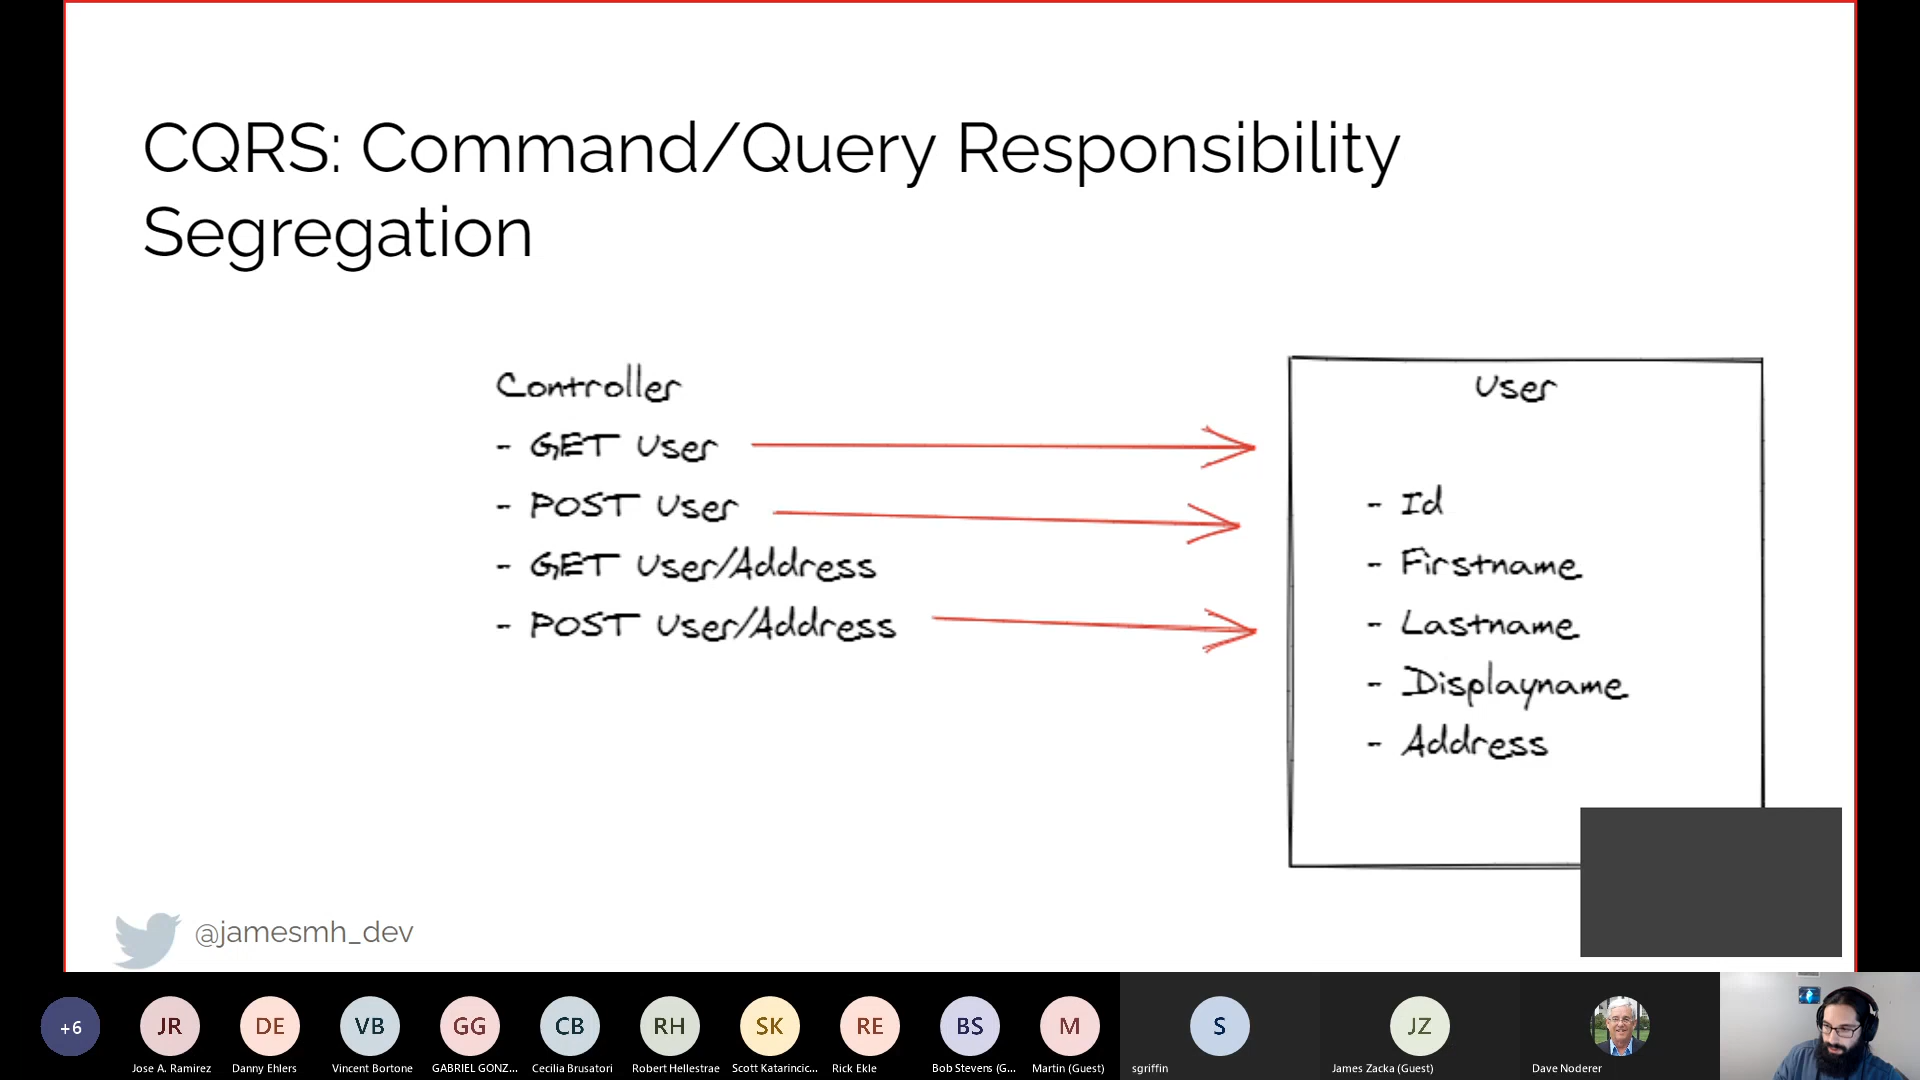 CQRS: Command/Query Responsibility
Segregation
Controller
- GET User
- POST User
- GET User/Address
- POST User/Address
User
- Id
- Firstname
- Lastname
- Displayname
- Address
@jamesmh_dev
+6
JR
DE
VB
GG
CB
RH
SK
RE
BS
M
S
JZ
Jose A. Ramirez
Danny Ehlers
Vincent Bortone
GABRIEL GONZ...
Cecilia Brusatori
Robert Hellestrae
Scott Katarincic...
Rick Ekle
Bob Stevens (G...
Martin (Guest)
sgriffin
James Zacka (Guest)
Dave Noderer